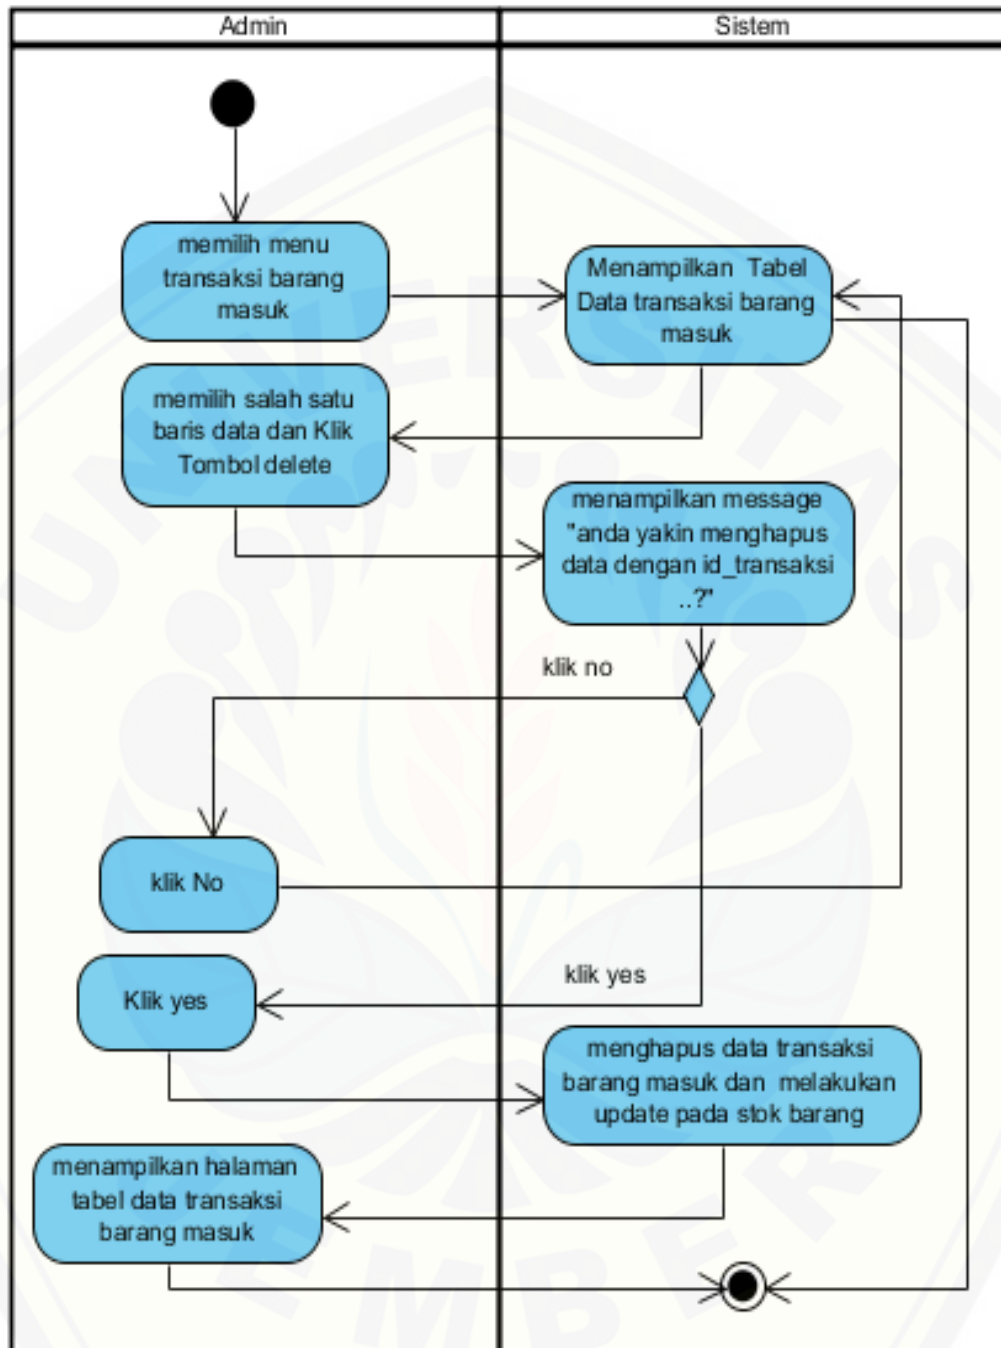 Admin
Sistem
memilih menu
transaksi barang
masuk
Menampilkan Tabel
Data transaksi barang
masuk
memilih salah satu
baris data dan Klik
Tombol delete
menampilkan message
"anda yakin menghapus
data dengan id_transaksi
..?"
klik no
klik No
klik yes
Klik yes
menghapus data transaksi
barang masuk dan melakukan
update pada stok barang
menampilkan halaman
tabel data transaksi
barang masuk
UNIVERSITAS
JEMBER